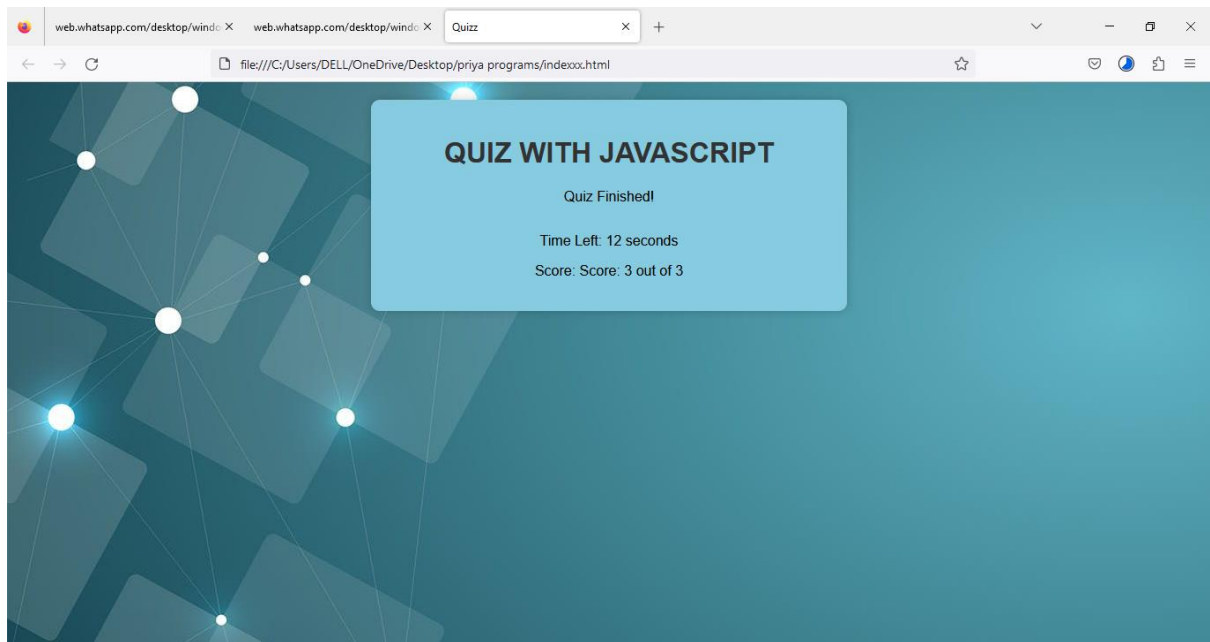 web.whatsapp.com/desktop/windo
web.whatsapp.com/desktop/windo
Quizz
file:///C:/Users/DELL/OneDrive/Desktop/priya programs/indexxx.html
QUIZ WITH JAVASCRIPT
Quiz Finished!
Time Left: 12 seconds
Score: Score: 3 out of 3